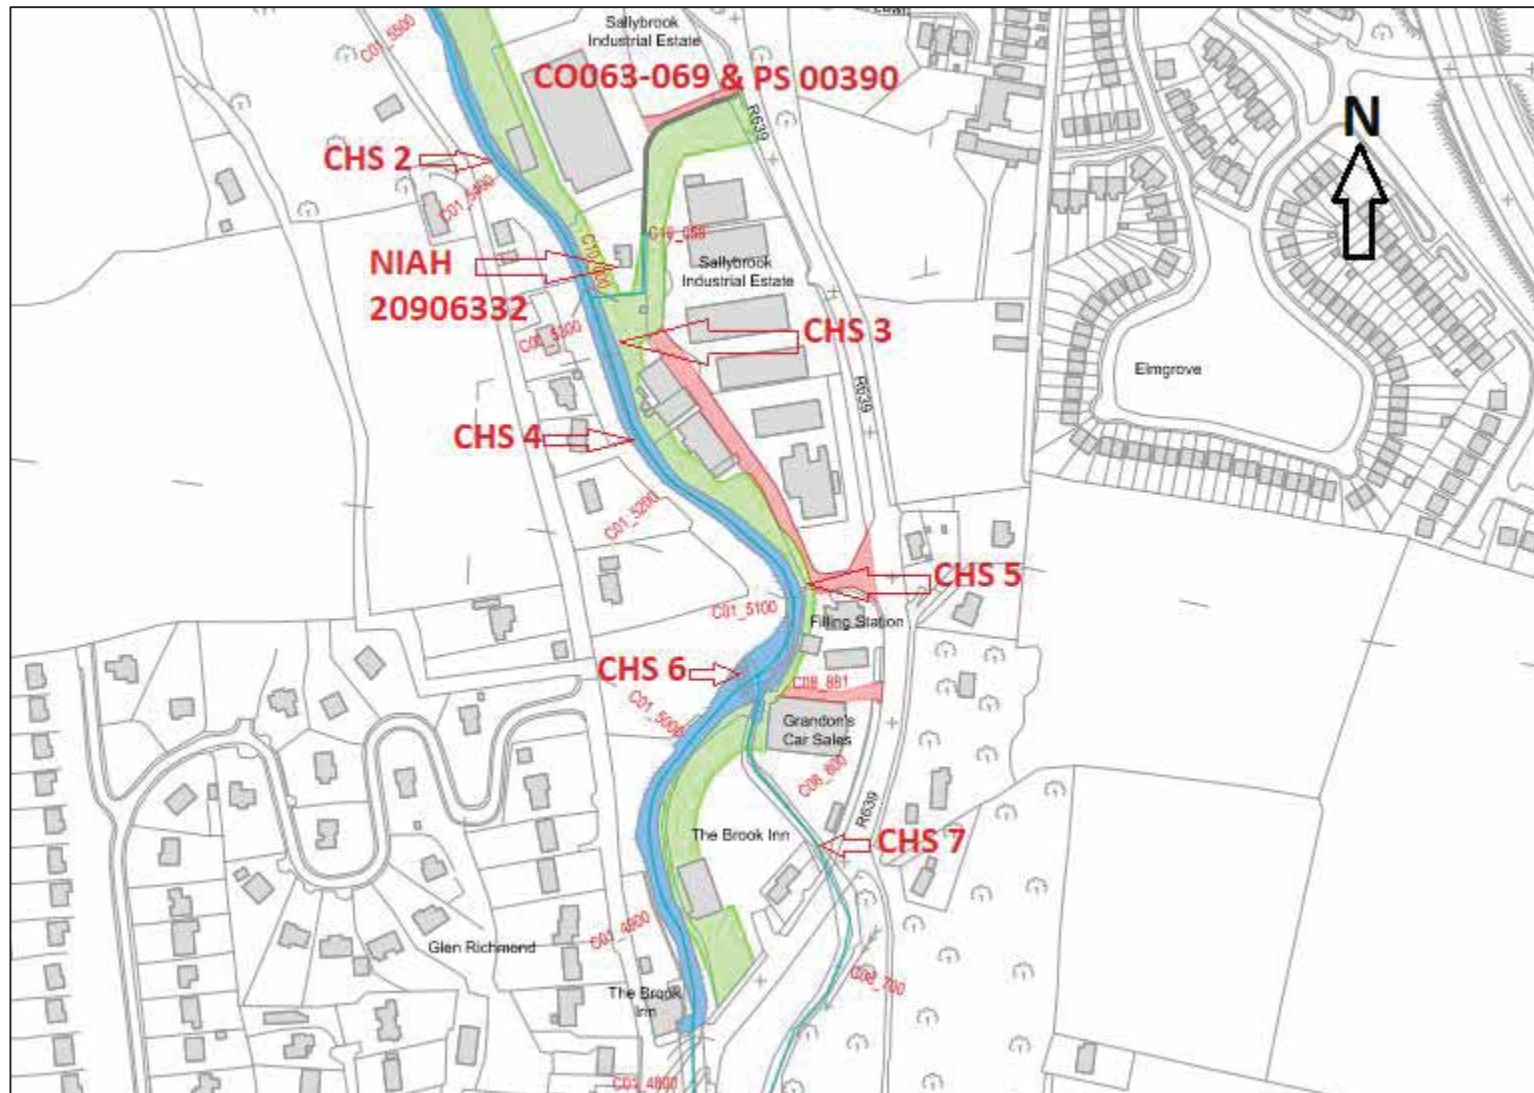 Sallybrook
Industrial Estate
C01_5500
CO063-069 & PS 00390
R639
N
CHS 2
C01_5400
NIAH
20906332
Sallybrook
Industrial Estate
C01_5300
CHS 3
Elmgrove
R639
CHS 4
C01_5200
CHS 5
C01_5100
Filling Station
CHS 6
C08_881
C01_5000
Grandon's
Car Sales
C08_800
R639
The Brook Inn
CHS 7
C01_4900
Glen Richmond
C08_700
The Brook
Inn
C01_4800